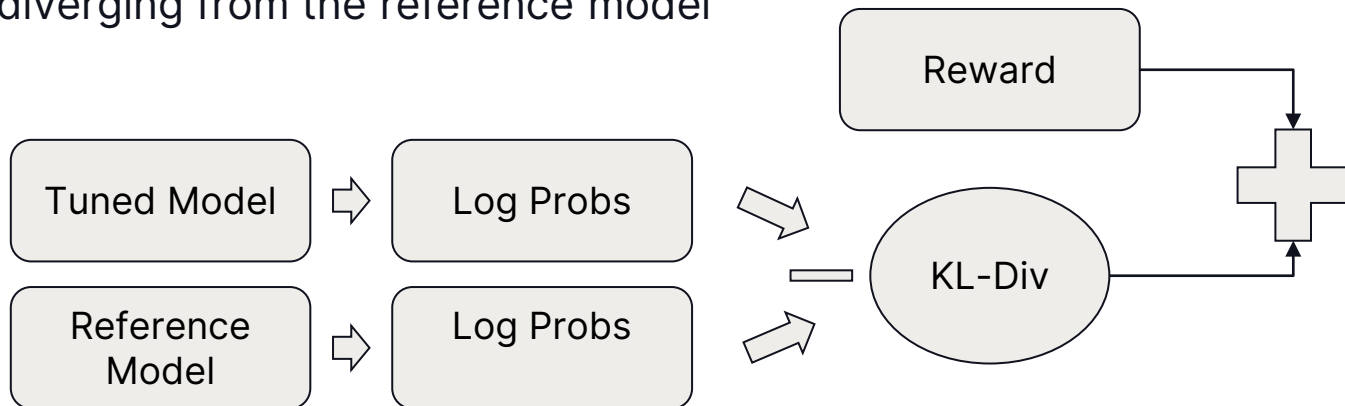 diverging from the reference model
Reward
Tuned Model
Log Probs
KL-Div
Reference
Model
Log Probs